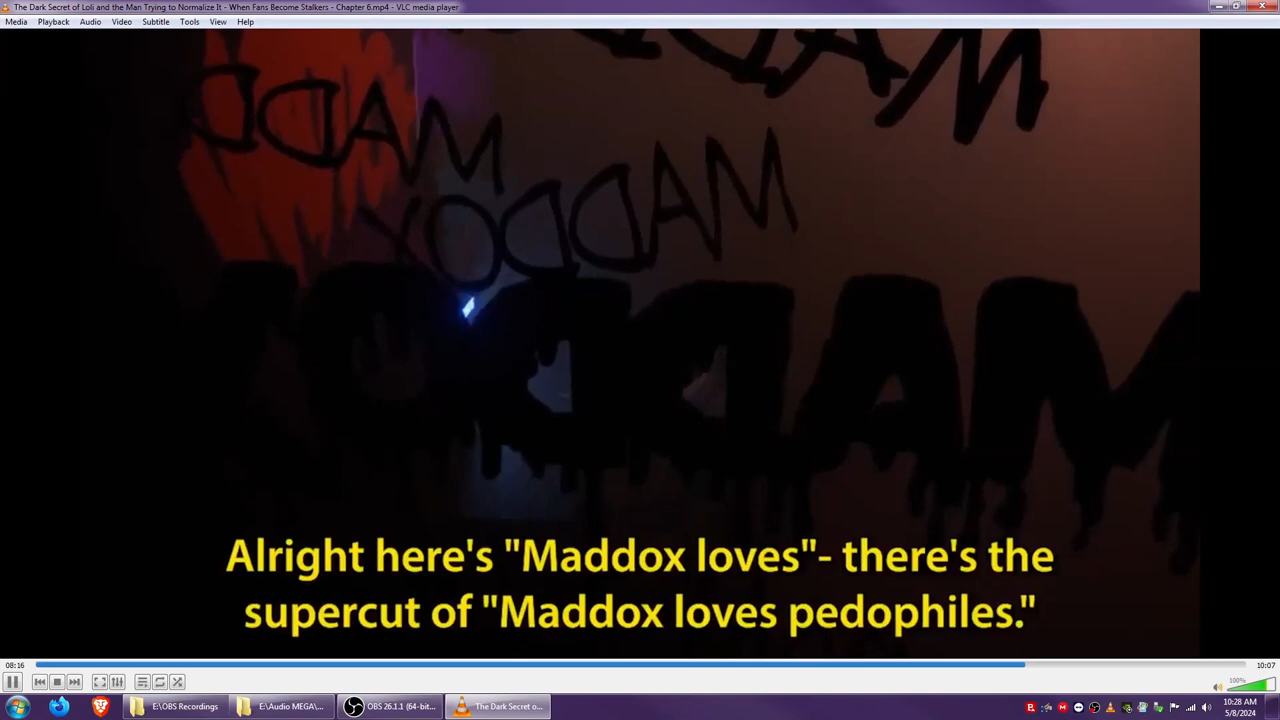 The Dark Secret of Loli and the Man Trying to Normalize It - When Fans Become Stalkers - Chapter 6.mp4 - VLC media player
Media Playback Audio Video Subtitle Tools View Help
MADD
MADDOX
MADD
Alright here's "Maddox loves"- there's the
supercut of "Maddox loves pedophiles."
08:16
10:07
100%
E:\OBS Recordings
E:\Audio MEGA\...
OBS 26.1.1 (64-bit...
The Dark Secret o...
10:28 AM
5/8/2024